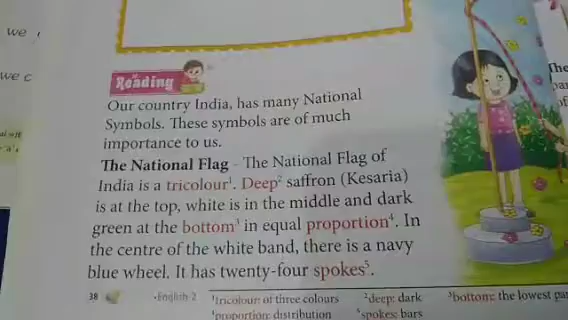 we
we c
Reading
Our country India, has many National
Symbols. These symbols are of much
importance to us.
The National Flag - The National Flag of
India is a tricolour¹. Deep² saffron (Kesaria)
is at the top, white is in the middle and dark
green at the bottom³ in equal proportion⁴. In
the centre of the white band, there is a navy
blue wheel. It has twenty-four spokes⁵.
38 •English-2 ¹tricolour: of three colours ²deep: dark ³bottom: the lowest par
⁴proportion: distribution ⁵spokes: bars
The
of